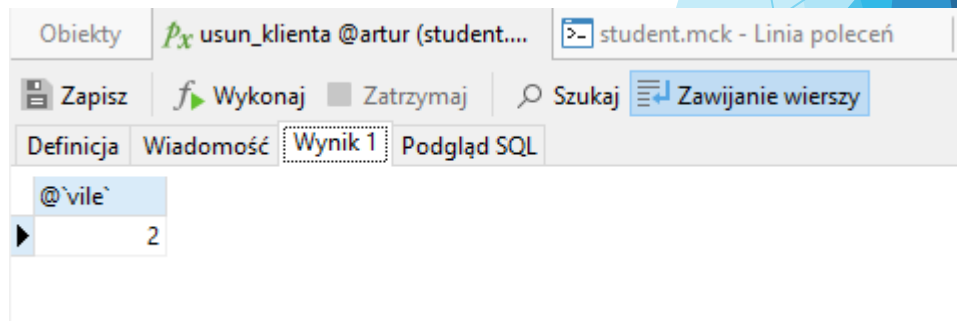 Obiekty usun_klienta @artur (student.... student.mck - Linia poleceń
Zapisz Wykonaj Zatrzymaj Szukaj Zawijanie wierszy
Definicja Wiadomość Wynik 1 Podgląd SQL
@`vile`
2